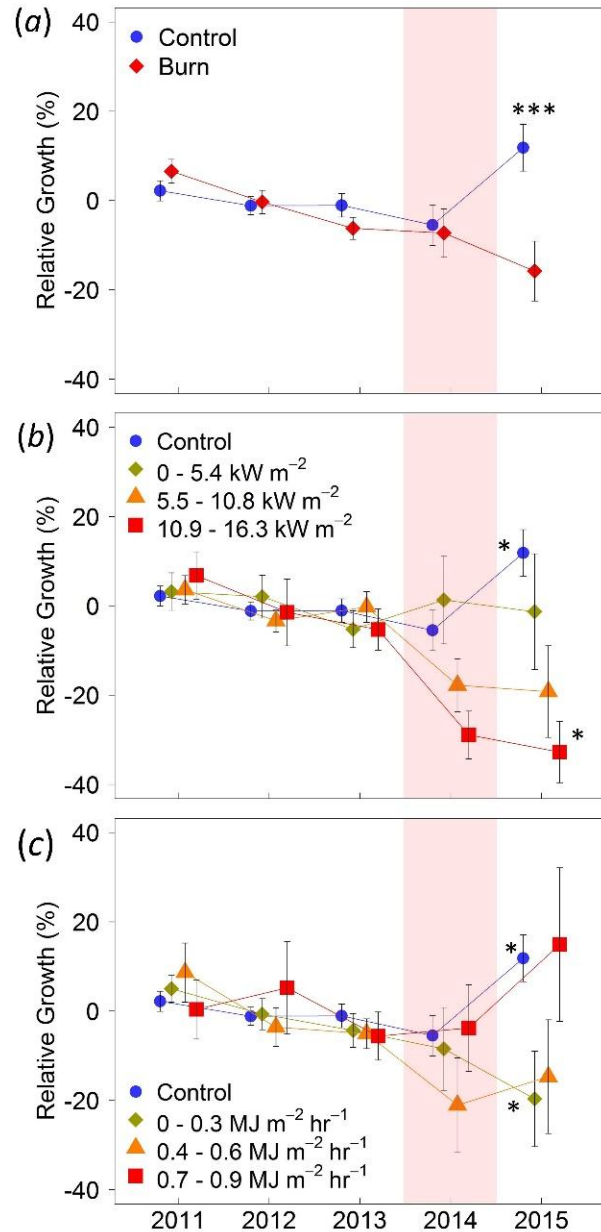 (a)
Control
Burn
***
40
20
0
-20
-40
Relative Growth (%)
(b)
Control
0 - 5.4 kW m⁻²
5.5 - 10.8 kW m⁻²
10.9 - 16.3 kW m⁻²
*
*
40
20
0
-20
-40
Relative Growth (%)
(c)
*
*
40
20
0
-20
-40
Relative Growth (%)
Control
0 - 0.3 MJ m⁻² hr⁻¹
0.4 - 0.6 MJ m⁻² hr⁻¹
0.7 - 0.9 MJ m⁻² hr⁻¹
2011 2012 2013 2014 2015